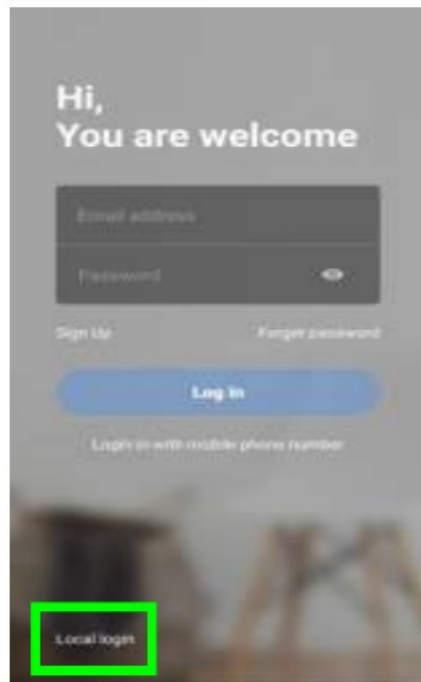 Hi,
You are welcome
Email address
Password
Sign Up Forget password
Log in
Login in with mobile phone number
Local login